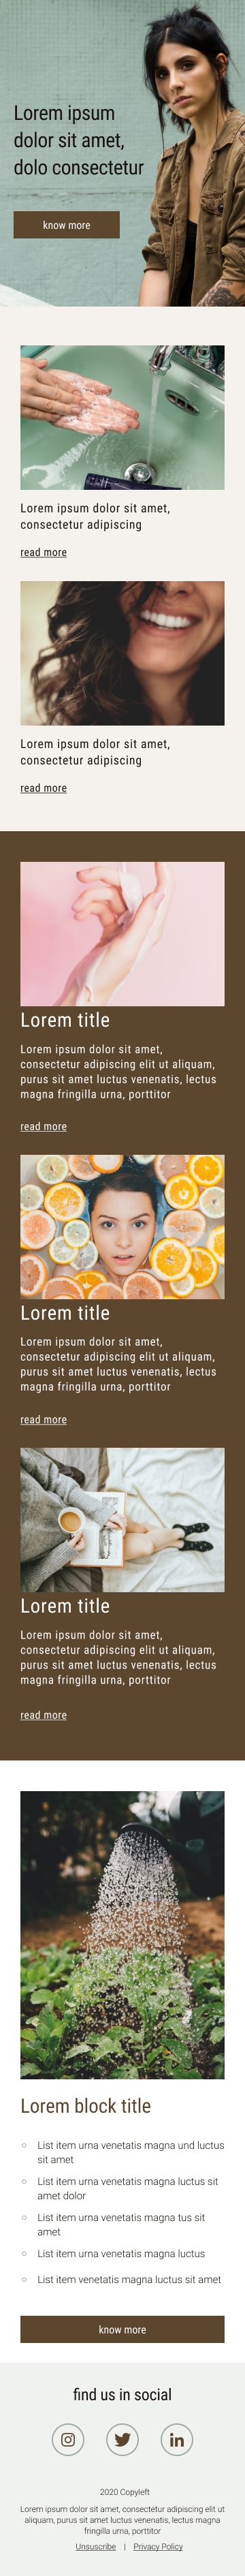 Lorem ipsum
dolor sit amet,
dolo consectetur
know more
Lorem ipsum dolor sit amet,
consectetur adipiscing
read more
Lorem ipsum dolor sit amet,
consectetur adipiscing
read more
Lorem title
Lorem ipsum dolor sit amet,
consectetur adipiscing elit ut aliquam,
purus sit amet luctus venenatis, lectus
magna fringilla urna, porttitor
read more
Lorem title
Lorem ipsum dolor sit amet,
consectetur adipiscing elit ut aliquam,
purus sit amet luctus venenatis, lectus
magna fringilla urna, porttitor
read more
Lorem title
Lorem ipsum dolor sit amet,
consectetur adipiscing elit ut aliquam,
purus sit amet luctus venenatis, lectus
magna fringilla urna, porttitor
read more
Lorem block title
List item urna venetatis magna und luctus
sit amet
List item urna venetatis magna luctus sit
amet dolor
List item urna venetatis magna tus sit
amet
List item urna venetatis magna luctus
List item venetatis magna luctus sit amet
know more
find us in social
2020 Copyleft
Lorem ipsum dolor sit amet, consectetur adipiscing elit ut
aliquam, purus sit amet luctus venenatis, lectus magna
fringilla urna, porttitor
Unsuscribe | Privacy Policy